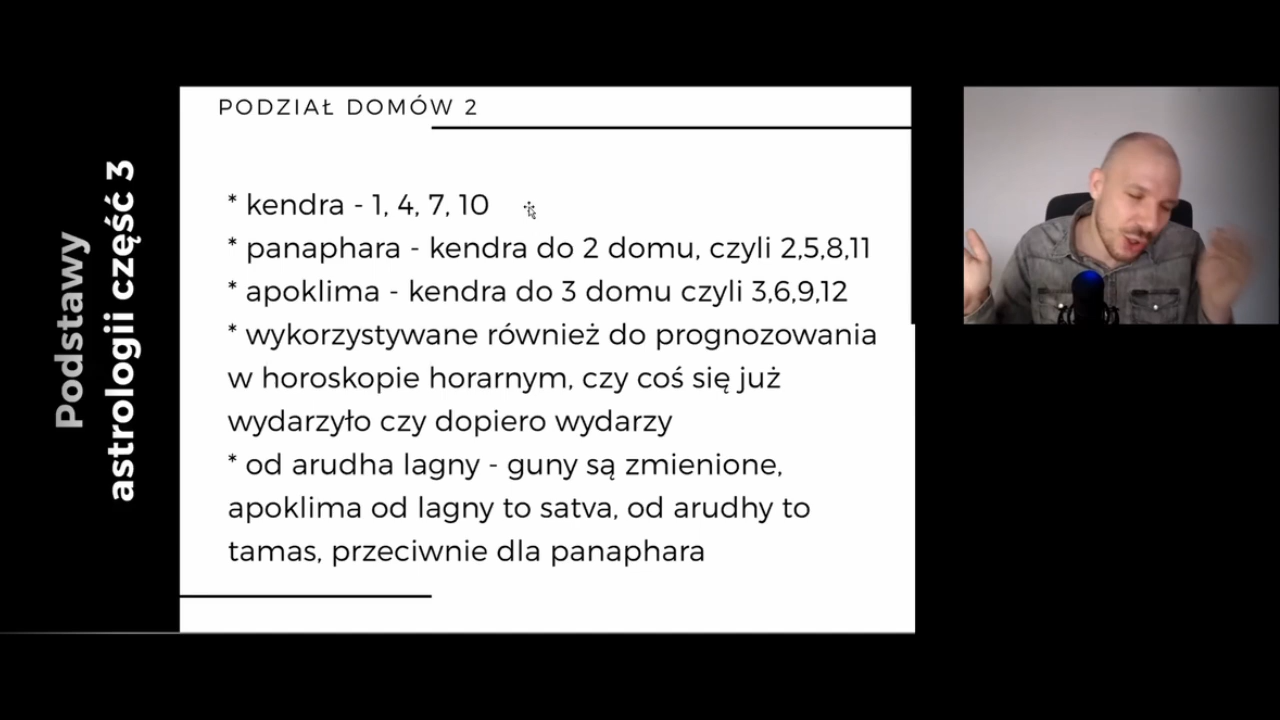 Podstawy
astrologii część 3
PODZIAŁ DOMÓW 2
* kendra - 1, 4, 7, 10
* panaphara - kendra do 2 domu, czyli 2,5,8,11
* apoklima - kendra do 3 domu czyli 3,6,9,12
* wykorzystywane również do prognozowania
w horoskopie horarnym, czy coś się już
wydarzyło czy dopiero wydarzy
* od arudha lagny - guny są zmienione,
apoklima od lagny to satva, od arudhy to
tamas, przeciwnie dla panaphara